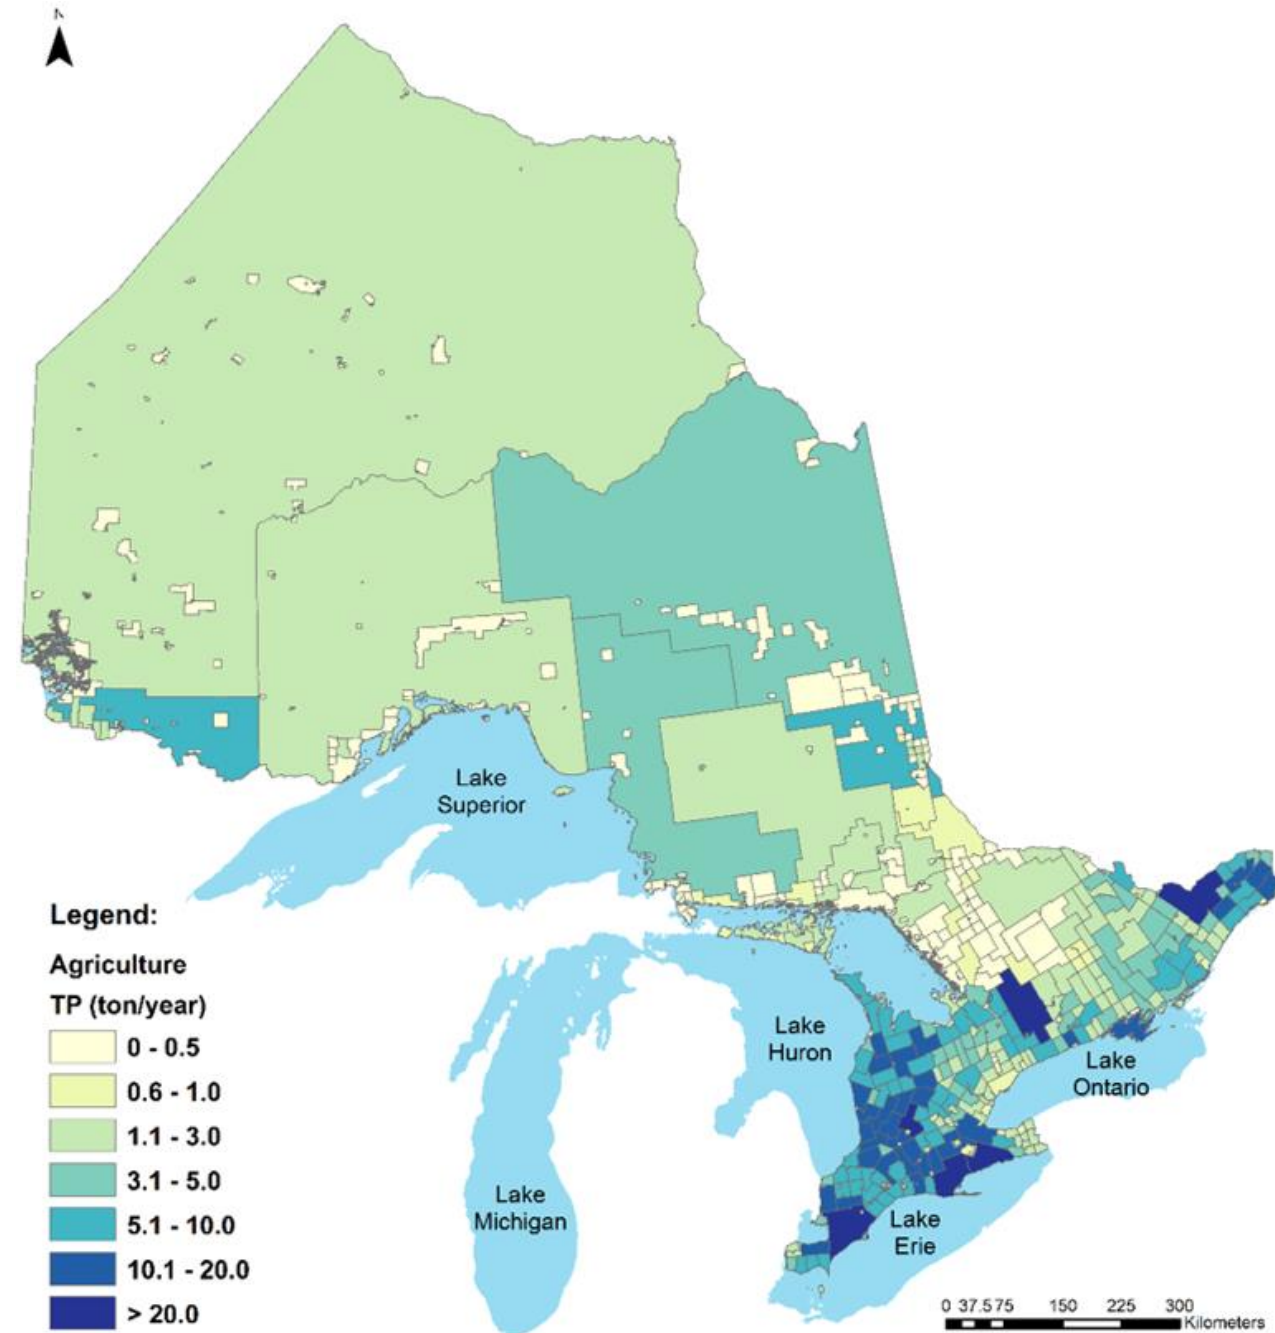 N
Lake
Superior
Lake
Huron
Lake
Ontario
Lake
Michigan
Lake
Erie
Legend:
Agriculture
TP (ton/year)
0 - 0.5
0.6 - 1.0
1.1 - 3.0
3.1 - 5.0
5.1 - 10.0
10.1 - 20.0
> 20.0
0 37.5 75 150 225 300
Kilometers